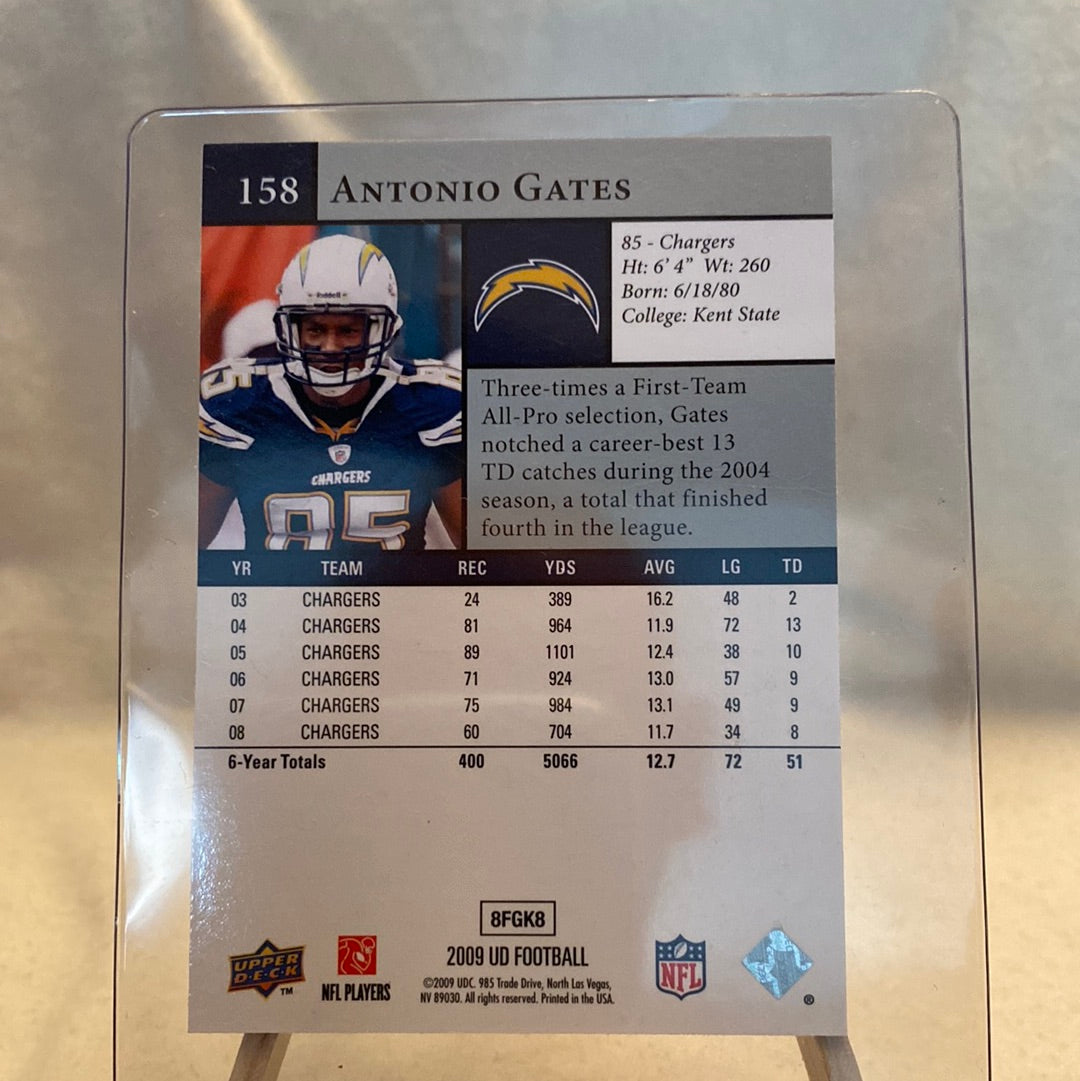 158 ANTONIO GATES
85 - Chargers
Ht: 6' 4" Wt: 260
Born: 6/18/80
College: Kent State
Riddell
85
CHARGERS
85
Three-times a First-Team
All-Pro selection, Gates
notched a career-best 13
TD catches during the 2004
season, a total that finished
fourth in the league.
YR TEAM REC YDS AVG LG TD
03 CHARGERS 24 389 16.2 48 2
04 CHARGERS 81 964 11.9 72 13
05 CHARGERS 89 1101 12.4 38 10
06 CHARGERS 71 924 13.0 57 9
07 CHARGERS 75 984 13.1 49 9
08 CHARGERS 60 704 11.7 34 8
6-Year Totals 400 5066 12.7 72 51
8FGK8
2009 UD FOOTBALL
©2009 UDC. 985 Trade Drive, North Las Vegas,
NV 89030. All rights reserved. Printed in the USA.
UPPER
D·E·C·K
TM
NFL PLAYERS
NFL
®